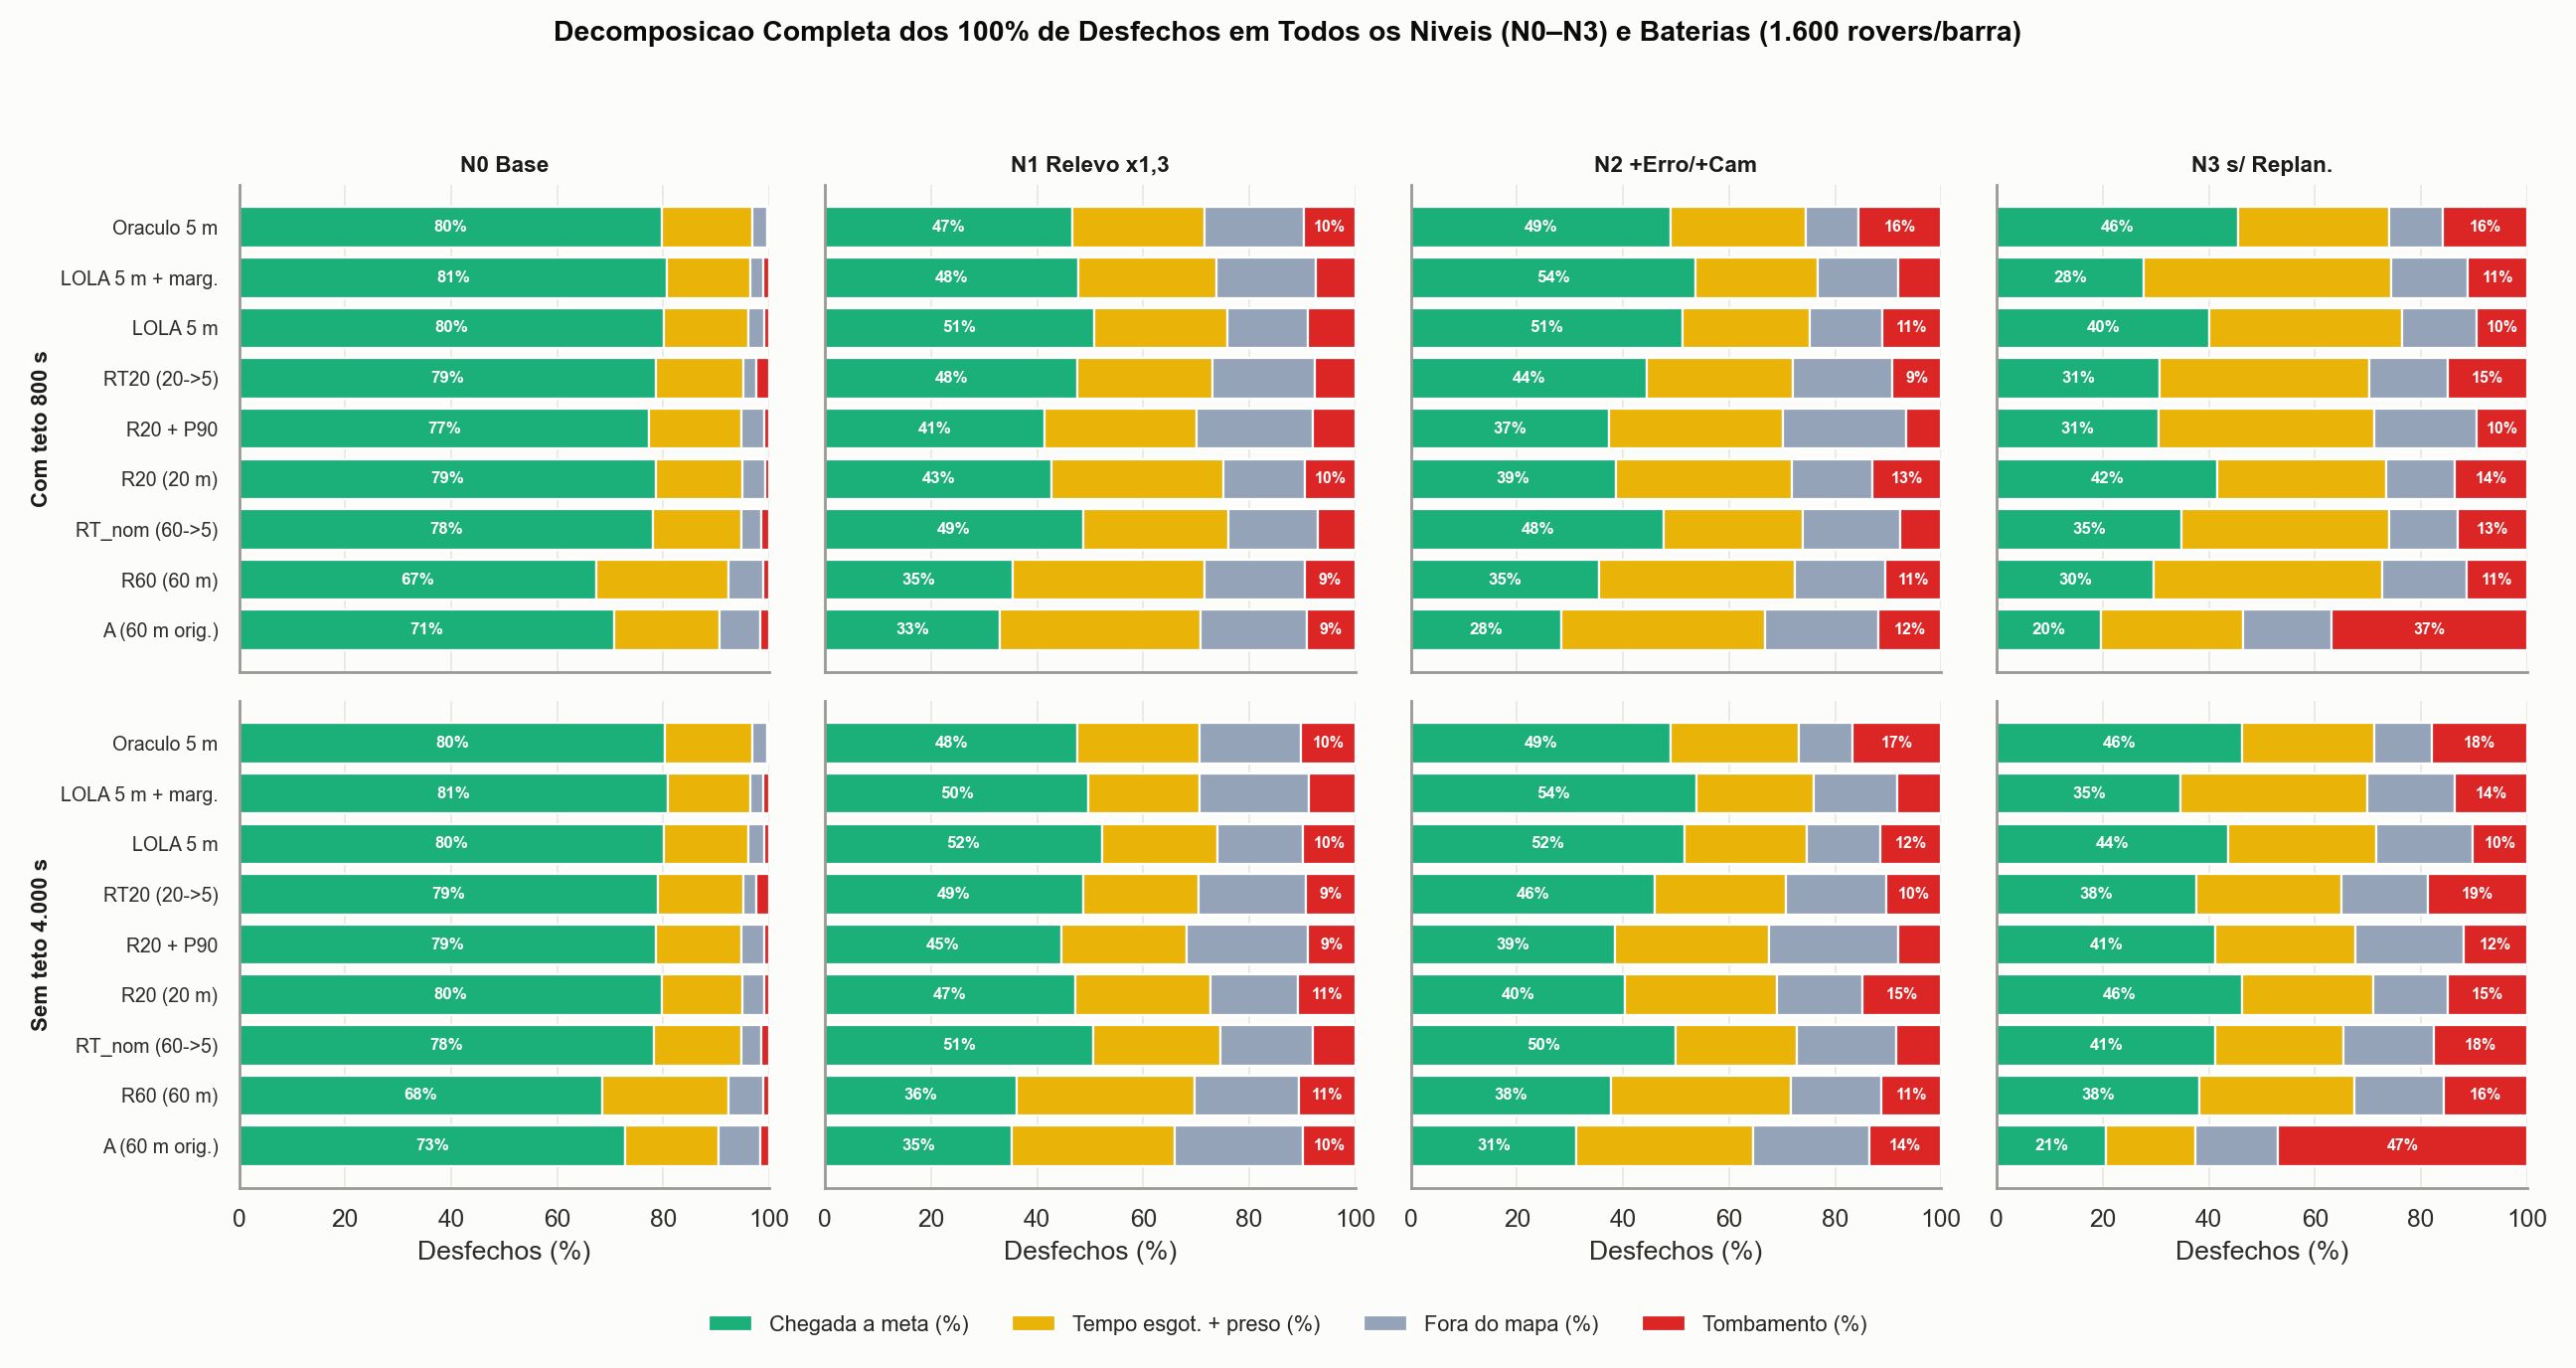 Decomposicao Completa dos 100% de Desfechos em Todos os Niveis (N0–N3) e Baterias (1.600 rovers/barra)
N0 Base
N1 Relevo x1,3
N2 +Erro/+Cam
N3 s/ Replan.
Com teto 800 s
Oraculo 5 m 80% 47% 10% 49% 16% 46% 16%
LOLA 5 m + marg. 81% 48% 54% 28% 11%
LOLA 5 m 80% 51% 51% 11% 40% 10%
RT20 (20->5) 79% 48% 44% 9% 31% 15%
R20 + P90 77% 41% 37% 31% 10%
R20 (20 m) 79% 43% 10% 39% 13% 42% 14%
RT_nom (60->5) 78% 49% 48% 35% 13%
R60 (60 m) 67% 35% 9% 35% 11% 30% 11%
A (60 m orig.) 71% 33% 9% 28% 12% 20% 37%
Sem teto 4.000 s
Oraculo 5 m 80% 48% 10% 49% 17% 46% 18%
LOLA 5 m + marg. 81% 50% 54% 35% 14%
LOLA 5 m 80% 52% 10% 52% 12% 44% 10%
RT20 (20->5) 79% 49% 9% 46% 10% 38% 19%
R20 + P90 79% 45% 9% 39% 41% 12%
R20 (20 m) 80% 47% 11% 40% 15% 46% 15%
RT_nom (60->5) 78% 51% 50% 41% 18%
R60 (60 m) 68% 36% 11% 38% 11% 38% 16%
A (60 m orig.) 73% 35% 10% 31% 14% 21% 47%
0 20 40 60 80 100 0 20 40 60 80 100 0 20 40 60 80 100 0 20 40 60 80 100
Desfechos (%) Desfechos (%) Desfechos (%) Desfechos (%)
Chegada a meta (%) Tempo esgot. + preso (%) Fora do mapa (%) Tombamento (%)